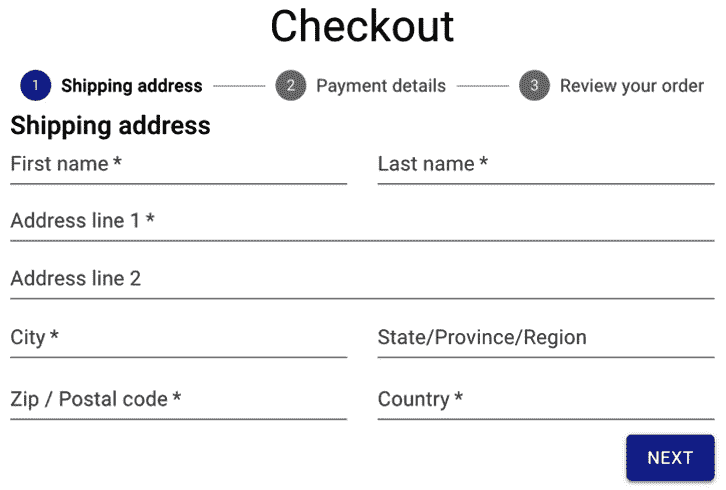 Checkout
1 Shipping address 2 Payment details 3 Review your order
Shipping address
First name * Last name *
Address line 1 *
Address line 2
City * State/Province/Region
Zip / Postal code * Country *
NEXT